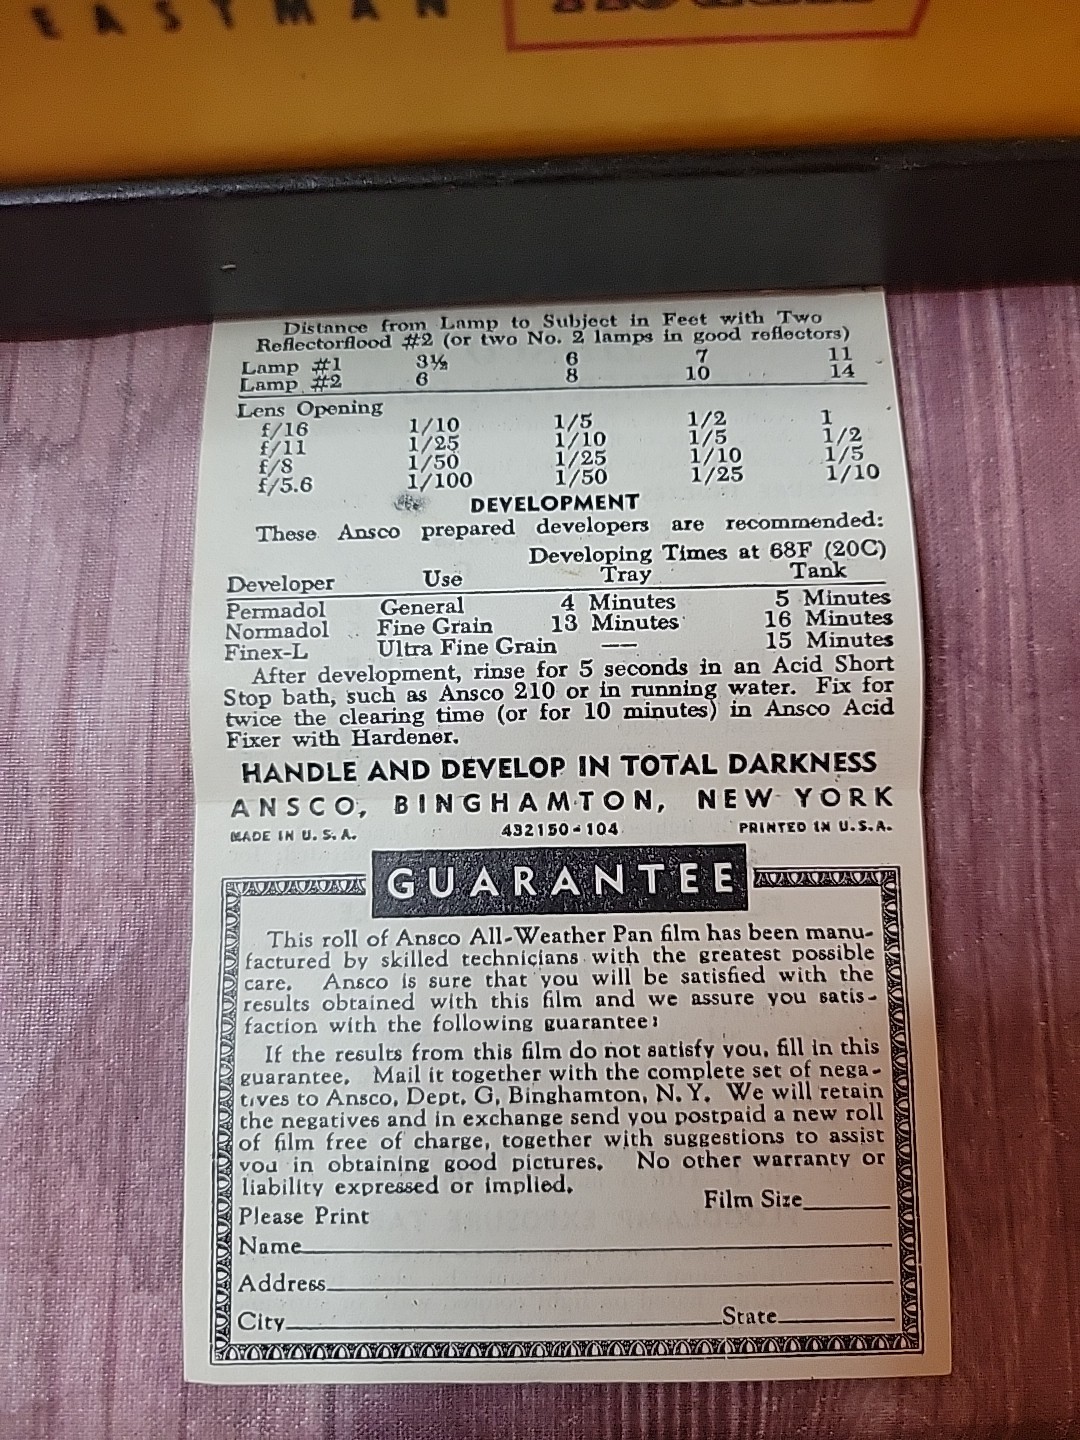 EASTMAN
Distance from Lamp to Subject in Feet with Two
Reflectorflood #2 (or two No. 2 lamps in good reflectors)
Lamp #1 3½ 6 7 11
Lamp #2 6 8 10 14
Lens Opening
f/16 1/10 1/5 1/2 1
f/11 1/25 1/10 1/5 1/2
f/8 1/50 1/25 1/10 1/5
f/5.6 1/100 1/50 1/25 1/10
DEVELOPMENT
These Ansco prepared developers are recommended:
Developing Times at 68F (20C)
Developer Use Tray Tank
Permadol General 4 Minutes 5 Minutes
Normadol Fine Grain 13 Minutes 16 Minutes
Finex-L Ultra Fine Grain — 15 Minutes
After development, rinse for 5 seconds in an Acid Short
Stop bath, such as Ansco 210 or in running water. Fix for
twice the clearing time (or for 10 minutes) in Ansco Acid
Fixer with Hardener.
HANDLE AND DEVELOP IN TOTAL DARKNESS
ANSCO, BINGHAMTON, NEW YORK
MADE IN U.S.A. 432150-104 PRINTED IN U.S.A.
GUARANTEE
This roll of Ansco All-Weather Pan film has been manu-
factured by skilled technicians with the greatest possible
care. Ansco is sure that you will be satisfied with the
results obtained with this film and we assure you satis-
faction with the following guarantee:
If the results from this film do not satisfy you, fill in this
guarantee. Mail it together with the complete set of nega-
tives to Ansco, Dept. G, Binghamton, N.Y. We will retain
the negatives and in exchange send you postpaid a new roll
of film free of charge, together with suggestions to assist
you in obtaining good pictures. No other warranty or
liability expressed or implied.
Film Size
Please Print
Name
Address
City State